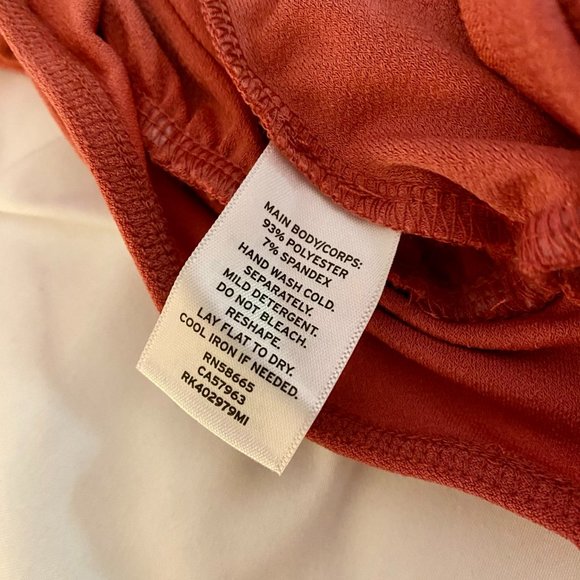 MAIN BODY/CORPS:
93% POLYESTER
7% SPANDEX
HAND WASH COLD.
SEPARATELY.
MILD DETERGENT.
DO NOT BLEACH.
RESHAPE.
LAY FLAT TO DRY.
COOL IRON IF NEEDED.
RN58665
CA57963
RK402979MI